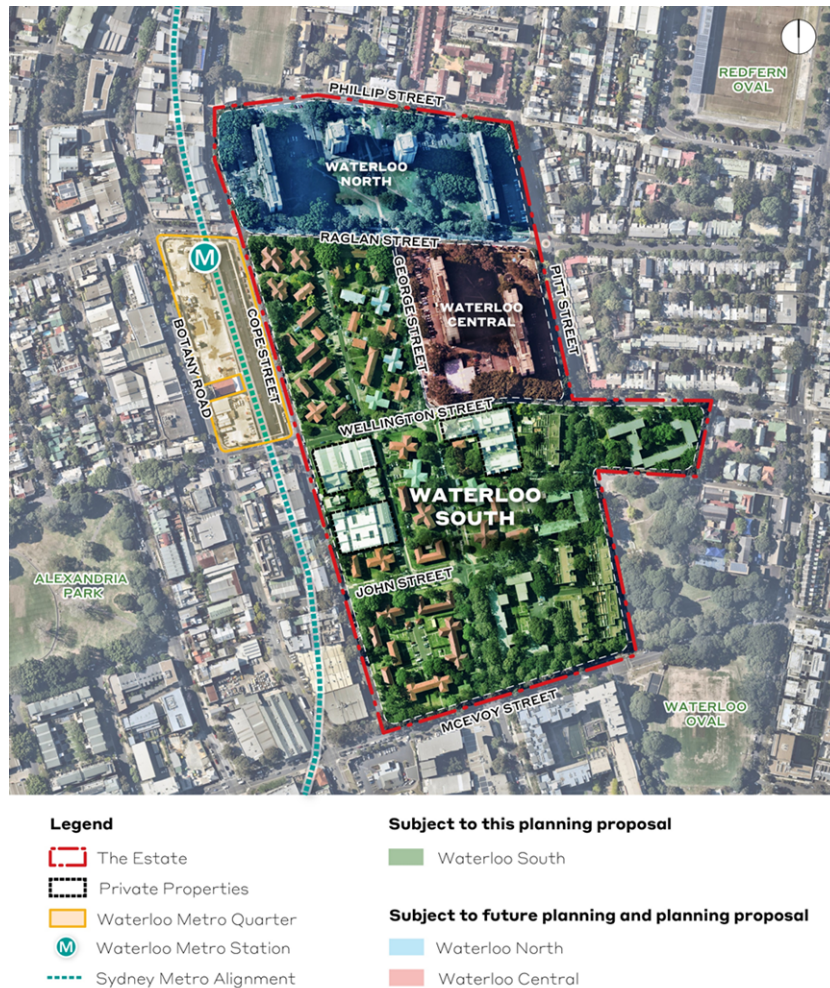 PHILLIP STREET
REDFERN
OVAL
WATERLOO
NORTH
RAGLAN STREET
M
GEORGE STREET
WATERLOO
CENTRAL
PITT STREET
BOTANY ROAD
COPE STREET
WELLINGTON STREET
WATERLOO
SOUTH
ALEXANDRIA
PARK
JOHN STREET
MCEVOY STREET
WATERLOO
OVAL
Legend
The Estate
Private Properties
Waterloo Metro Quarter
M Waterloo Metro Station
Sydney Metro Alignment
Subject to this planning proposal
Waterloo South
Subject to future planning and planning proposal
Waterloo North
Waterloo Central